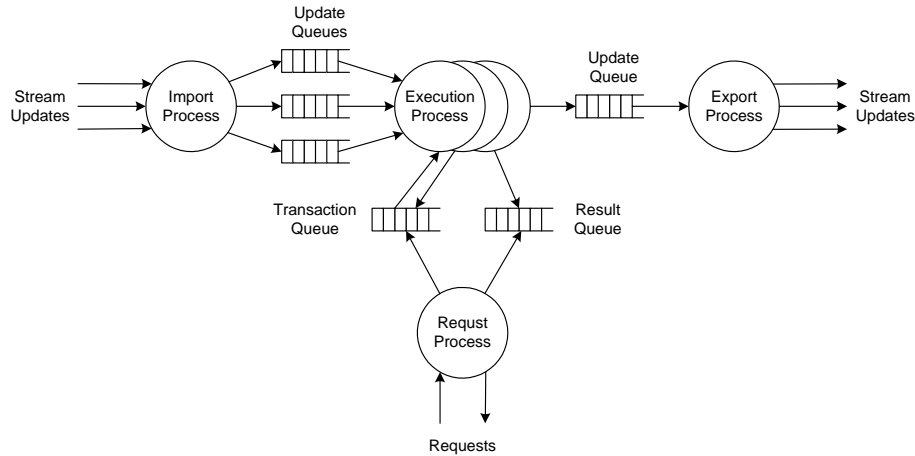 Update
Queues
Stream
Updates
Import
Process
Execution
Process
Update
Queue
Export
Process
Stream
Updates
Transaction
Queue
Result
Queue
Requst
Process
Requests